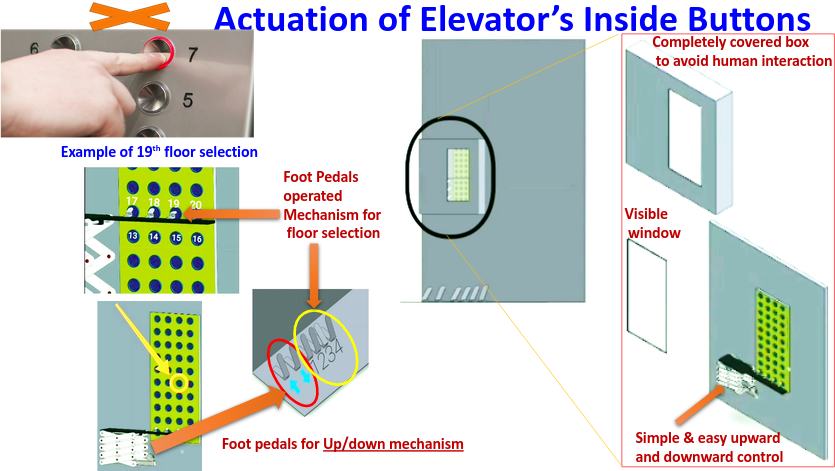 Actuation of Elevator's Inside Buttons
6
7
5
Completely covered box
to avoid human interaction
Example of 19th floor selection
Foot Pedals
operated
Mechanism for
floor selection
17 18 19 20
13 14 15 16
Visible
window
1234
Foot pedals for Up/down mechanism
Simple & easy upward
and downward control